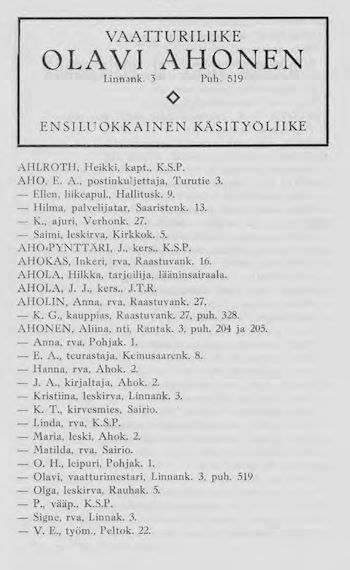 VAATTURILIIKE
OLAVI AHONEN
Linnank. 3 Puh. 519
ENSILUOKKAINEN KÄSITYÖLIIKE
AHLROTH, Heikki, kapt., K.S.P.
AHO, E. A., postinkuljettaja, Turutie 3.
— Ellen, liikeapul., Hallitusk. 9.
— Hilma, palvelijatar, Saaristenk. 13.
— K., ajuri, Verhonk. 27.
— Saimi, leskirva, Kirkkok. 5.
AHO-PYNTTÄRI, J., kers., K.S.P.
AHOKAS, Inkeri, rva, Raastuvank. 16.
AHOLA, Hilkka, tarjoilija, lääninsairaala.
AHOLA, J. J., kers., J.T.R.
AHOLIN, Anna, rva, Raastuvank. 27.
— K. G., kauppias, Raastuvank. 27, puh. 328.
AHONEN, Aliina, nti, Rantak. 3, puh. 204 ja 205.
— Anna, rva, Pohjak. 1.
— E. A., teurastaja, Keinusaarenk. 8.
— Hanna, rva, Ahok. 2.
— J. A., kirjaltaja, Ahok. 2.
— Kristiina, leskirva, Linnank. 3.
— K. T., kirvesmies, Sairio.
— Linda, rva, K.S.P.
— Maria, leski, Ahok. 2.
— Matilda, rva, Sairio.
— O. H., leipuri, Pohjak. 1.
— Olavi, vaatturimestari, Linnank. 3, puh. 519
— Olga, leskirva, Rauhak. 5.
— P., vääp., K.S.P.
— Signe, rva, Linnak. 3.
— V. E., työm., Peltok. 22.